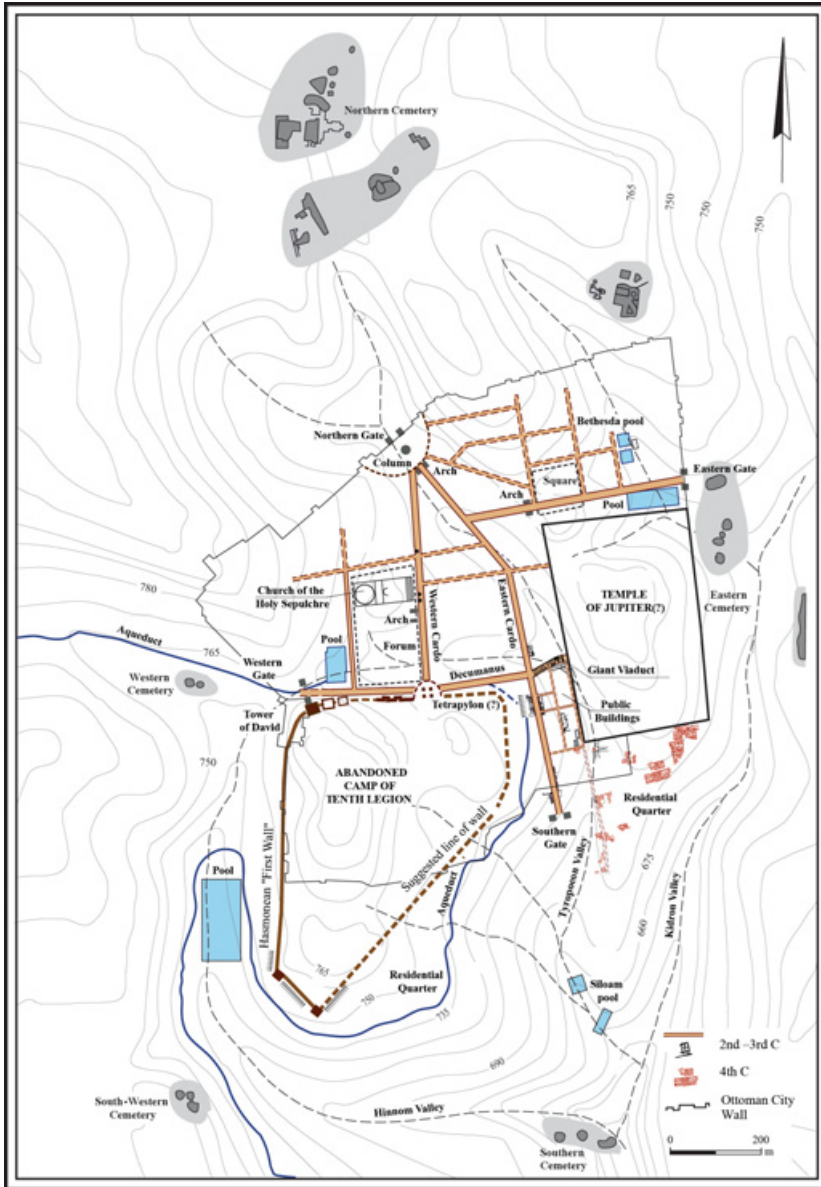 Northern Cemetery
765
750
750
750
Northern Gate
Column
Arch
Bethesda pool
Eastern Gate
Square
Arch
Pool
780
Church of the
Holy Sepulchre
TEMPLE
OF JUPITER(?)
Eastern
Cemetery
Western Cardo
Eastern Cardo
Arch
Forum
Aqueduct
765
Pool
Western
Gate
Decumanus
Giant Viaduct
Western
Cemetery
Tower
of David
Tetrapylon (?)
Public
Buildings
750
ABANDONED
CAMP OF
TENTH LEGION
Residential
Quarter
Southern
Gate
Suggested line of wall
Hasmonean "First Wall"
Pool
Aqueduct
Tyropoeon Valley
675
Kidron Valley
660
765
750
735
Residential
Quarter
Siloam
pool
690
2nd –3rd C
4th C
Ottoman City
Wall
South-Western
Cemetery
Hinnom Valley
Southern
Cemetery
0 200 m